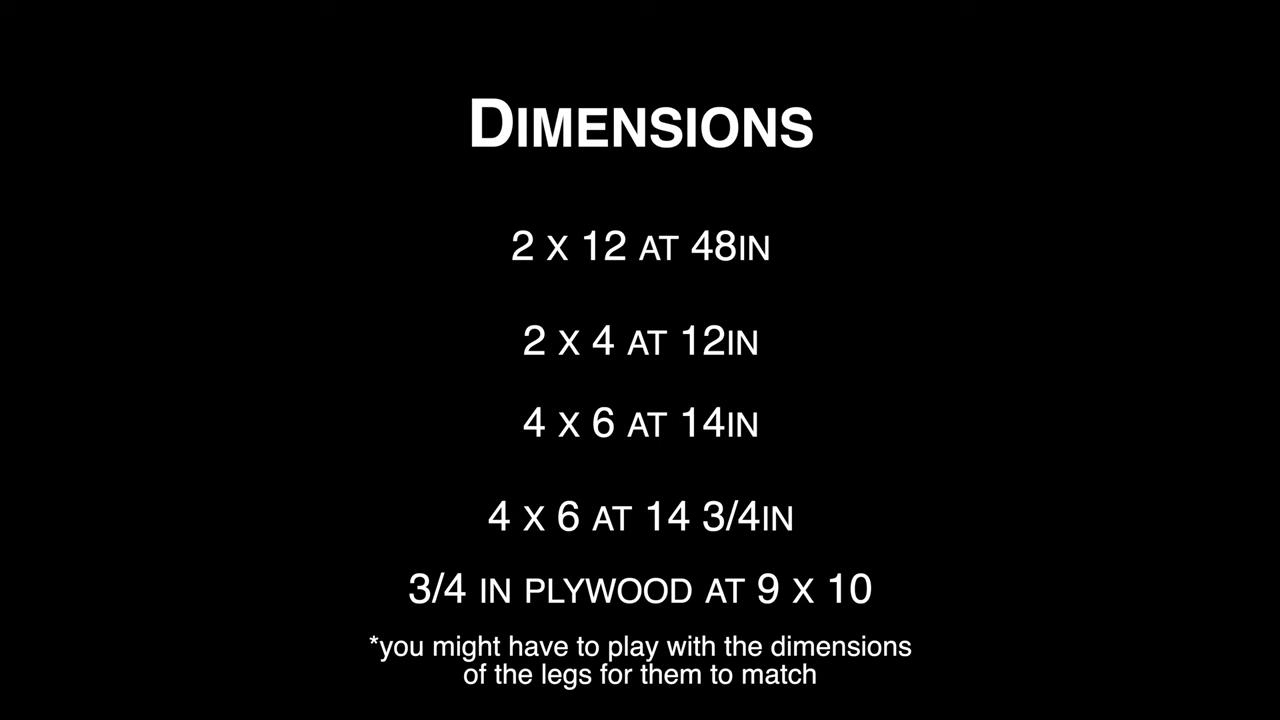 DIMENSIONS
2 X 12 AT 48IN
2 X 4 AT 12IN
4 X 6 AT 14IN
4 X 6 AT 14 3/4IN
3/4 IN PLYWOOD AT 9 X 10
*you might have to play with the dimensions
of the legs for them to match